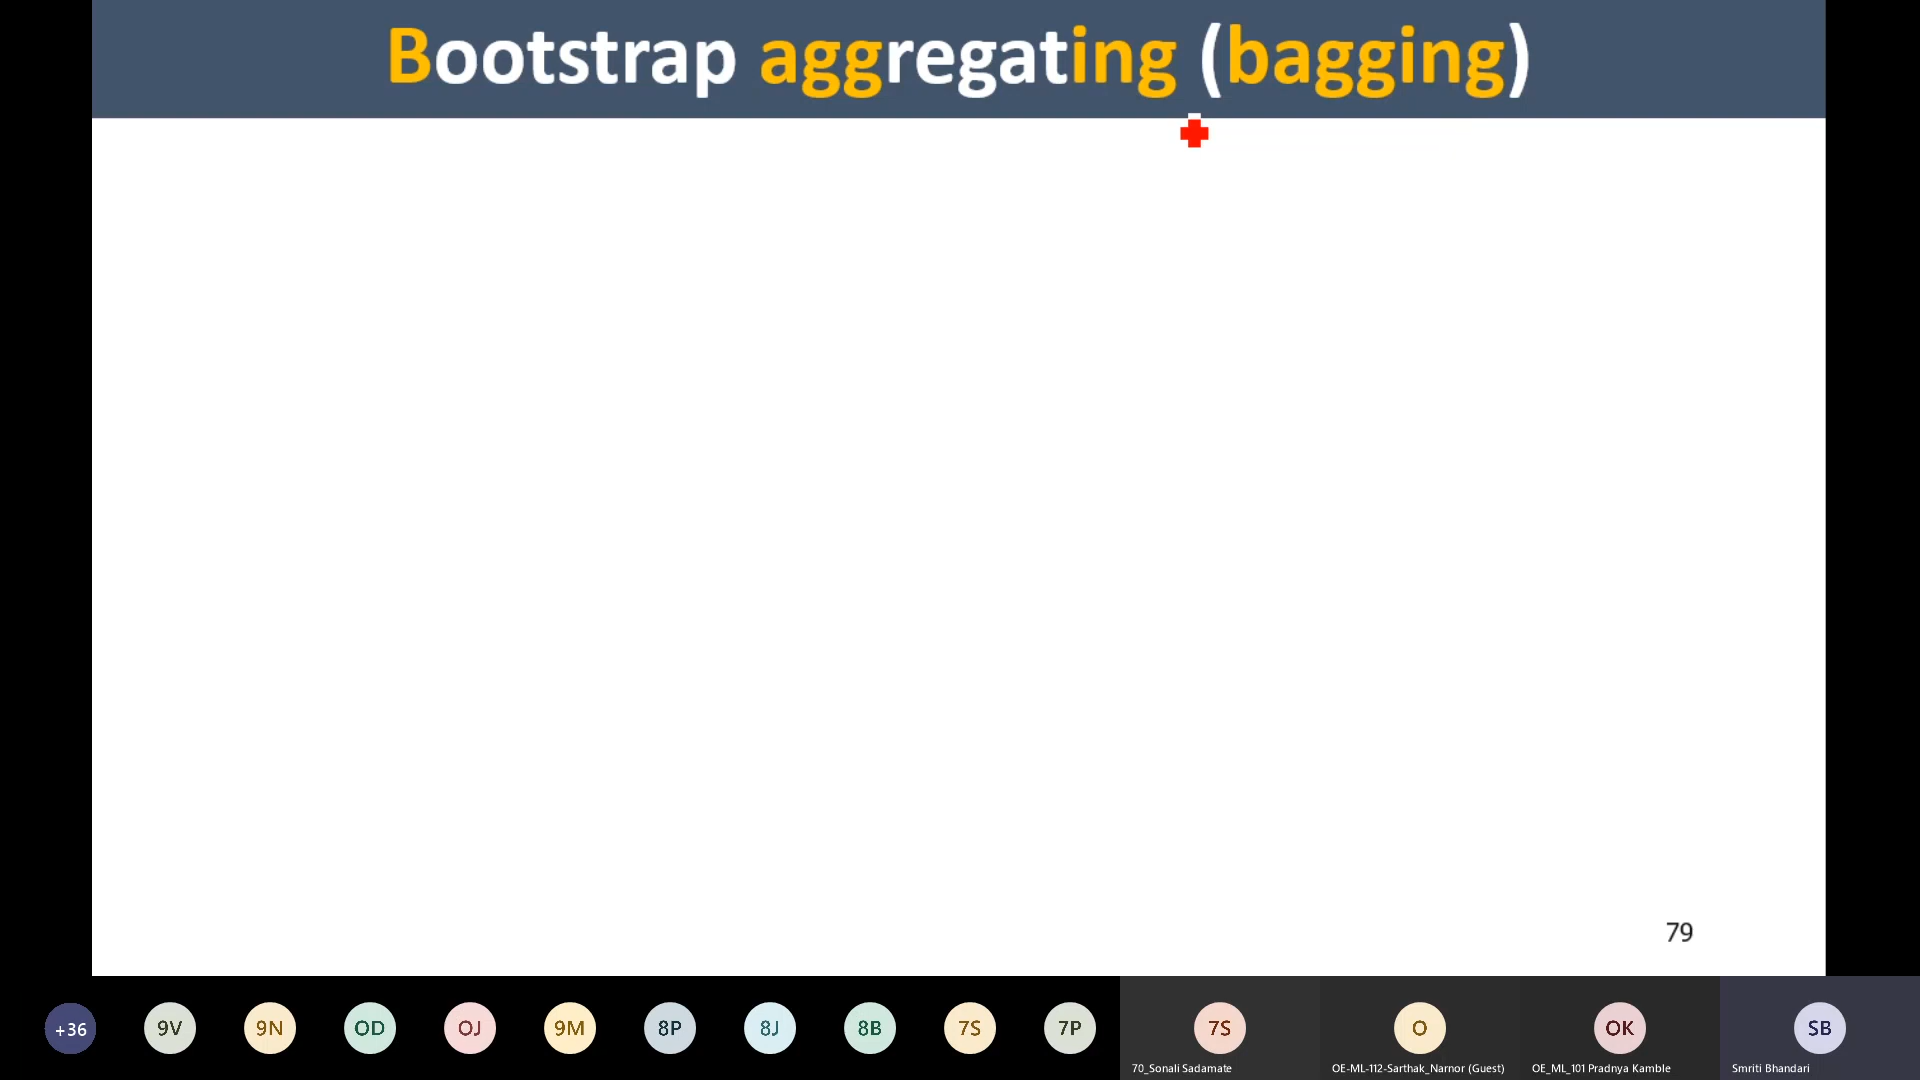 Bootstrap aggregating (bagging)
79
+36
9V
9N
OD
OJ
9M
8P
8J
8B
7S
7P
7S
O
OK
SB
70_Sonali Sadamate
OE-ML-112-Sarthak_Narnor (Guest)
OE_ML_101 Pradnya Kamble
Smriti Bhandari